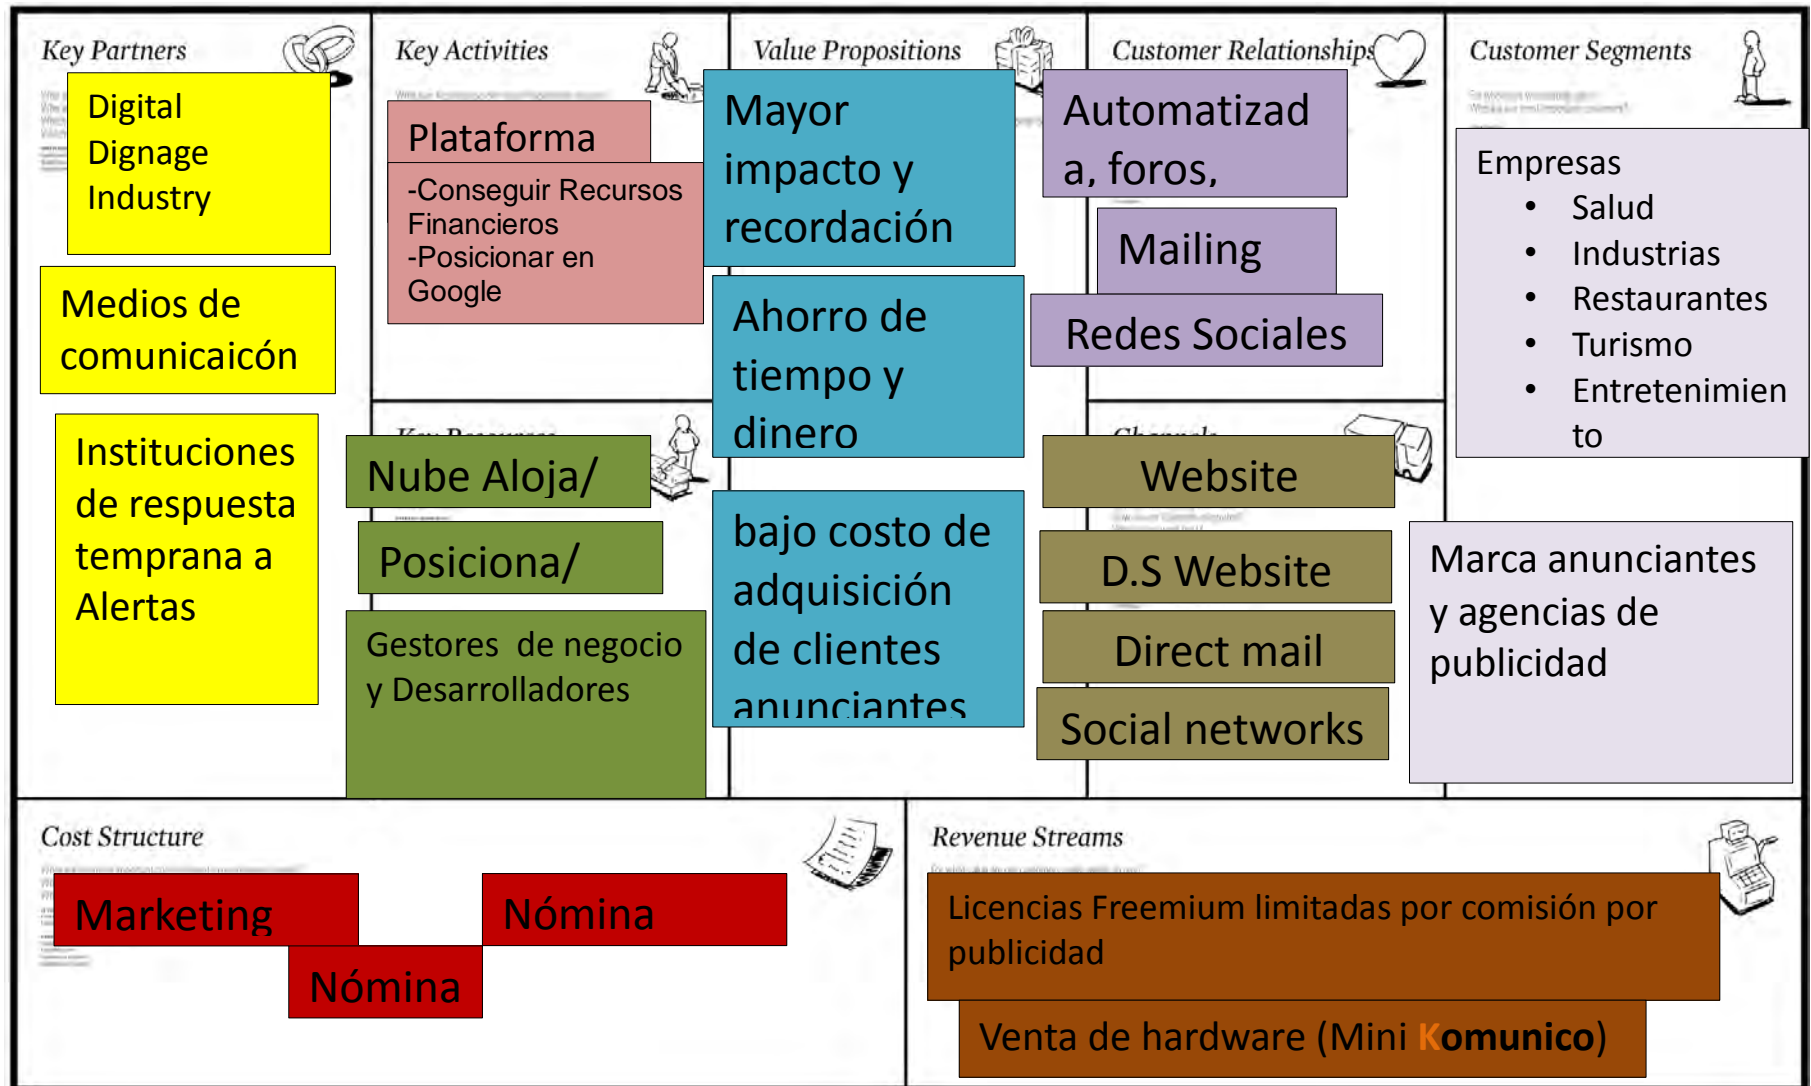 Key Partners
Digital
Dignage
Industry
Medios de
comunicaicón
Instituciones
de respuesta
temprana a
Alertas
Key Activities
Plataforma
-Conseguir Recursos
Financieros
-Posicionar en
Google
Key Resources
Nube Aloja/
Posiciona/
Gestores de negocio
y Desarrolladores
Value Propositions
Mayor
impacto y
recordación
Ahorro de
tiempo y
dinero
bajo costo de
adquisición
de clientes
anunciantes
Customer Relationships
Automatizad
a, foros,
Mailing
Redes Sociales
Channels
Website
D.S Website
Direct mail
Social networks
Customer Segments
Empresas
• Salud
• Industrias
• Restaurantes
• Turismo
• Entretenimien
to
Marca anunciantes
y agencias de
publicidad
Cost Structure
Marketing
Nómina
Nómina
Revenue Streams
Licencias Freemium limitadas por comisión por
publicidad
Venta de hardware (Mini Komunico)